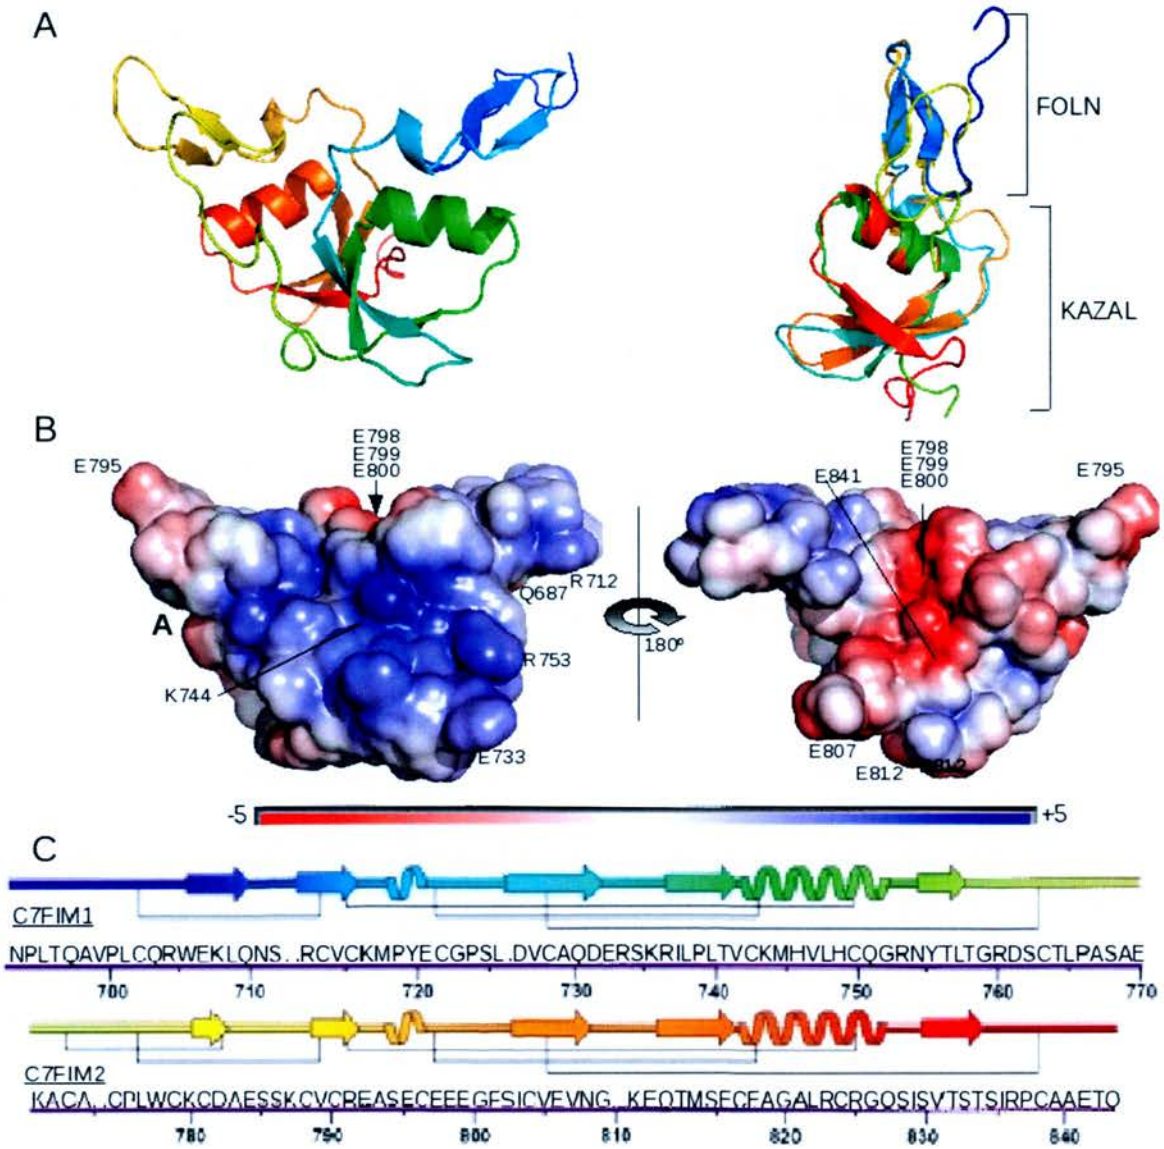 A
FOLN
KAZAL
B
E798
E799
E800
E795
Q687
R712
A
R753
K744
E733
180º
E798
E799
E800
E841
E795
E807
E812
-5
+5
C
C7FIM1
NPLTQAVPLCQRWEKLQNS..RCVCKMPYECGPSL.DVCAQDERSKRILPLTVCKMHVLHCQGRNYTLTGRDSCTLPASAE
700 710 720 730 740 750 760 770
C7FIM2
KACA...CPLWCKCDAESSKCVCREASECEEEGFSICVEVNG..KEQTMSECEAGALRCRGQSISVTSTSIRPCAAETQ
780 790 800 810 820 830 840